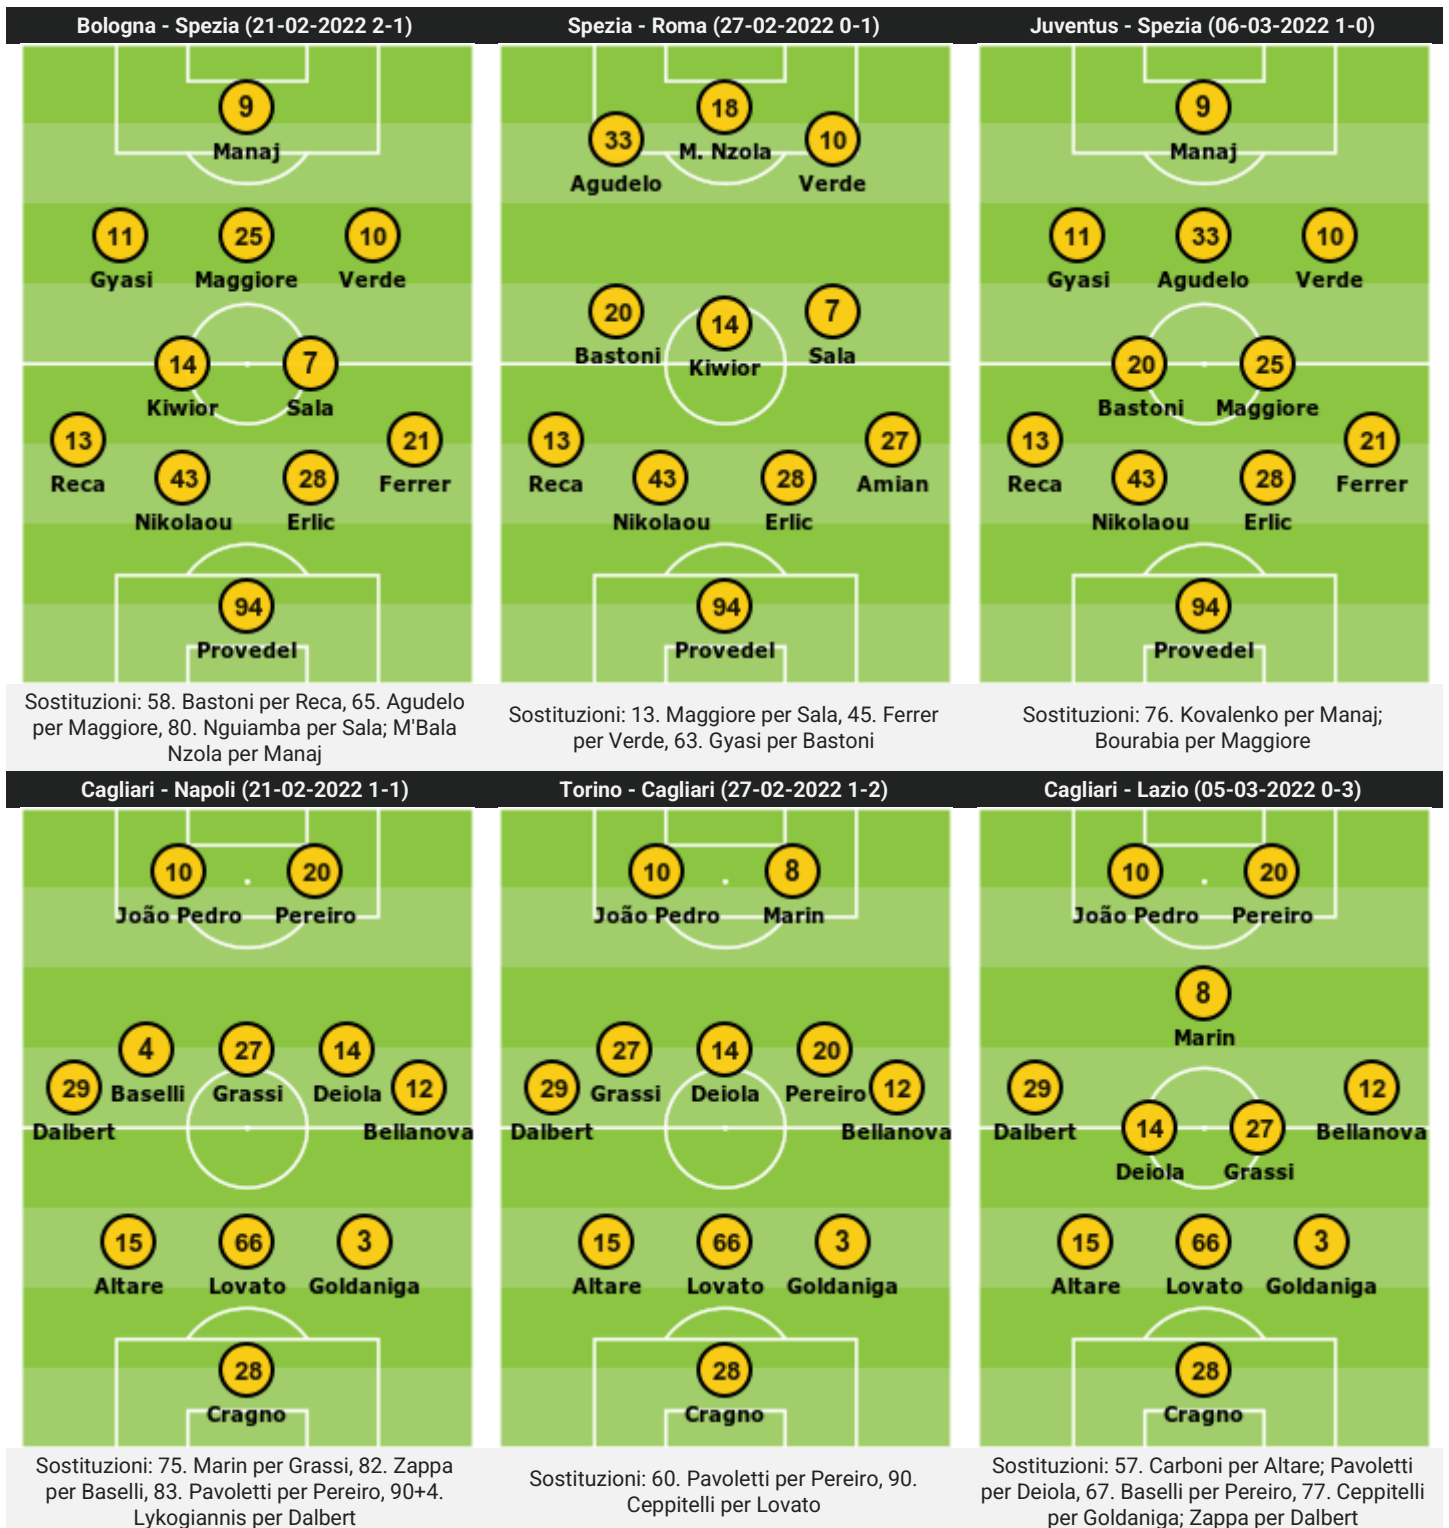 Bologna - Spezia (21-02-2022 2-1)
9
Manaj
11 25 10
Gyasi Maggiore Verde
14 7
Kiwior Sala
13 21
Reca Ferrer
43 28
Nikolaou Erlic
94
Provedel
Sostituzioni: 58. Bastoni per Reca, 65. Agudelo
per Maggiore, 80. Nguiamba per Sala; M'Bala
Nzola per Manaj
Spezia - Roma (27-02-2022 0-1)
18
M. Nzola
33 10
Agudelo Verde
20 14 7
Bastoni Kiwior Sala
13 27
Reca Amian
43 28
Nikolaou Erlic
94
Provedel
Sostituzioni: 13. Maggiore per Sala, 45. Ferrer
per Verde, 63. Gyasi per Bastoni
Juventus - Spezia (06-03-2022 1-0)
9
Manaj
11 33 10
Gyasi Agudelo Verde
20 25
Bastoni Maggiore
13 21
Reca Ferrer
43 28
Nikolaou Erlic
94
Provedel
Sostituzioni: 76. Kovalenko per Manaj;
Bourabia per Maggiore
Cagliari - Napoli (21-02-2022 1-1)
10 20
João Pedro Pereiro
4 27 14
Baselli Grassi Deiola
29 12
Dalbert Bellanova
15 66 3
Altare Lovato Goldaniga
28
Cragno
Sostituzioni: 75. Marin per Grassi, 82. Zappa
per Baselli, 83. Pavoletti per Pereiro, 90+4.
Lykogiannis per Dalbert
Torino - Cagliari (27-02-2022 1-2)
10 8
João Pedro Marin
27 14 20
Grassi Deiola Pereiro
29 12
Dalbert Bellanova
15 66 3
Altare Lovato Goldaniga
28
Cragno
Sostituzioni: 60. Pavoletti per Pereiro, 90.
Ceppitelli per Lovato
Cagliari - Lazio (05-03-2022 0-3)
10 20
João Pedro Pereiro
8
Marin
29 12
Dalbert Bellanova
14 27
Deiola Grassi
15 66 3
Altare Lovato Goldaniga
28
Cragno
Sostituzioni: 57. Carboni per Altare; Pavoletti
per Deiola, 67. Baselli per Pereiro, 77. Ceppitelli
per Goldaniga; Zappa per Dalbert